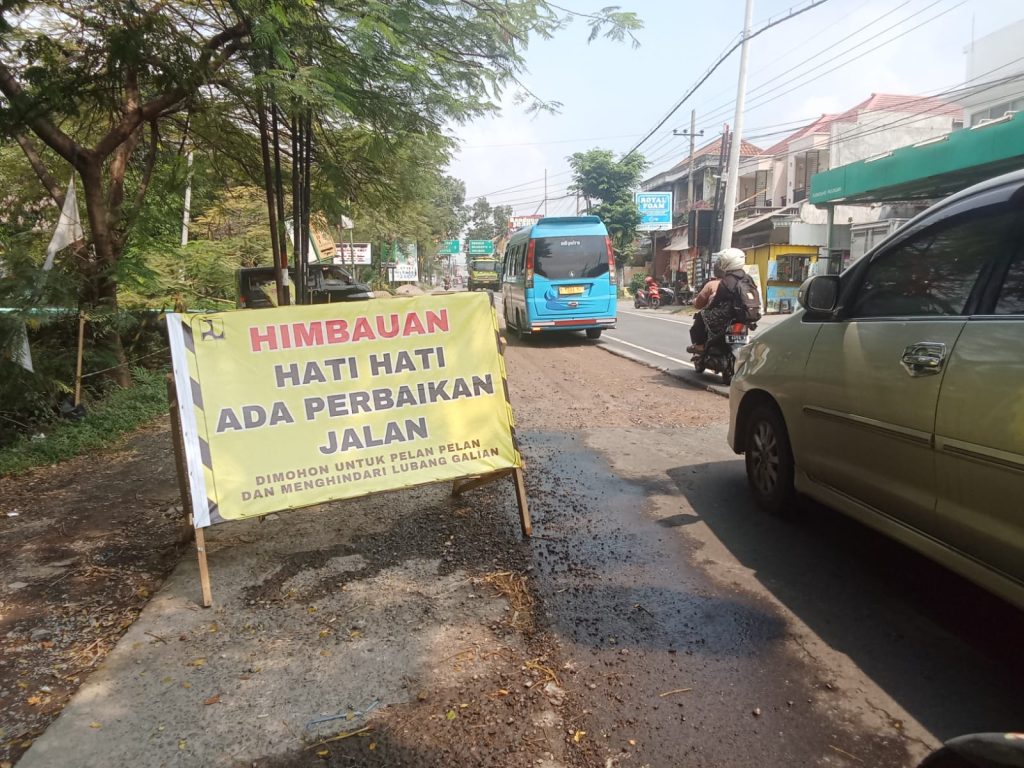 HIMBAUAN
HATI HATI
ADA PERBAIKAN
JALAN
DIMOHON UNTUK PELAN PELAN
DAN MENGHINDARI LUBANG GALIAN
ROYAL
FOAM